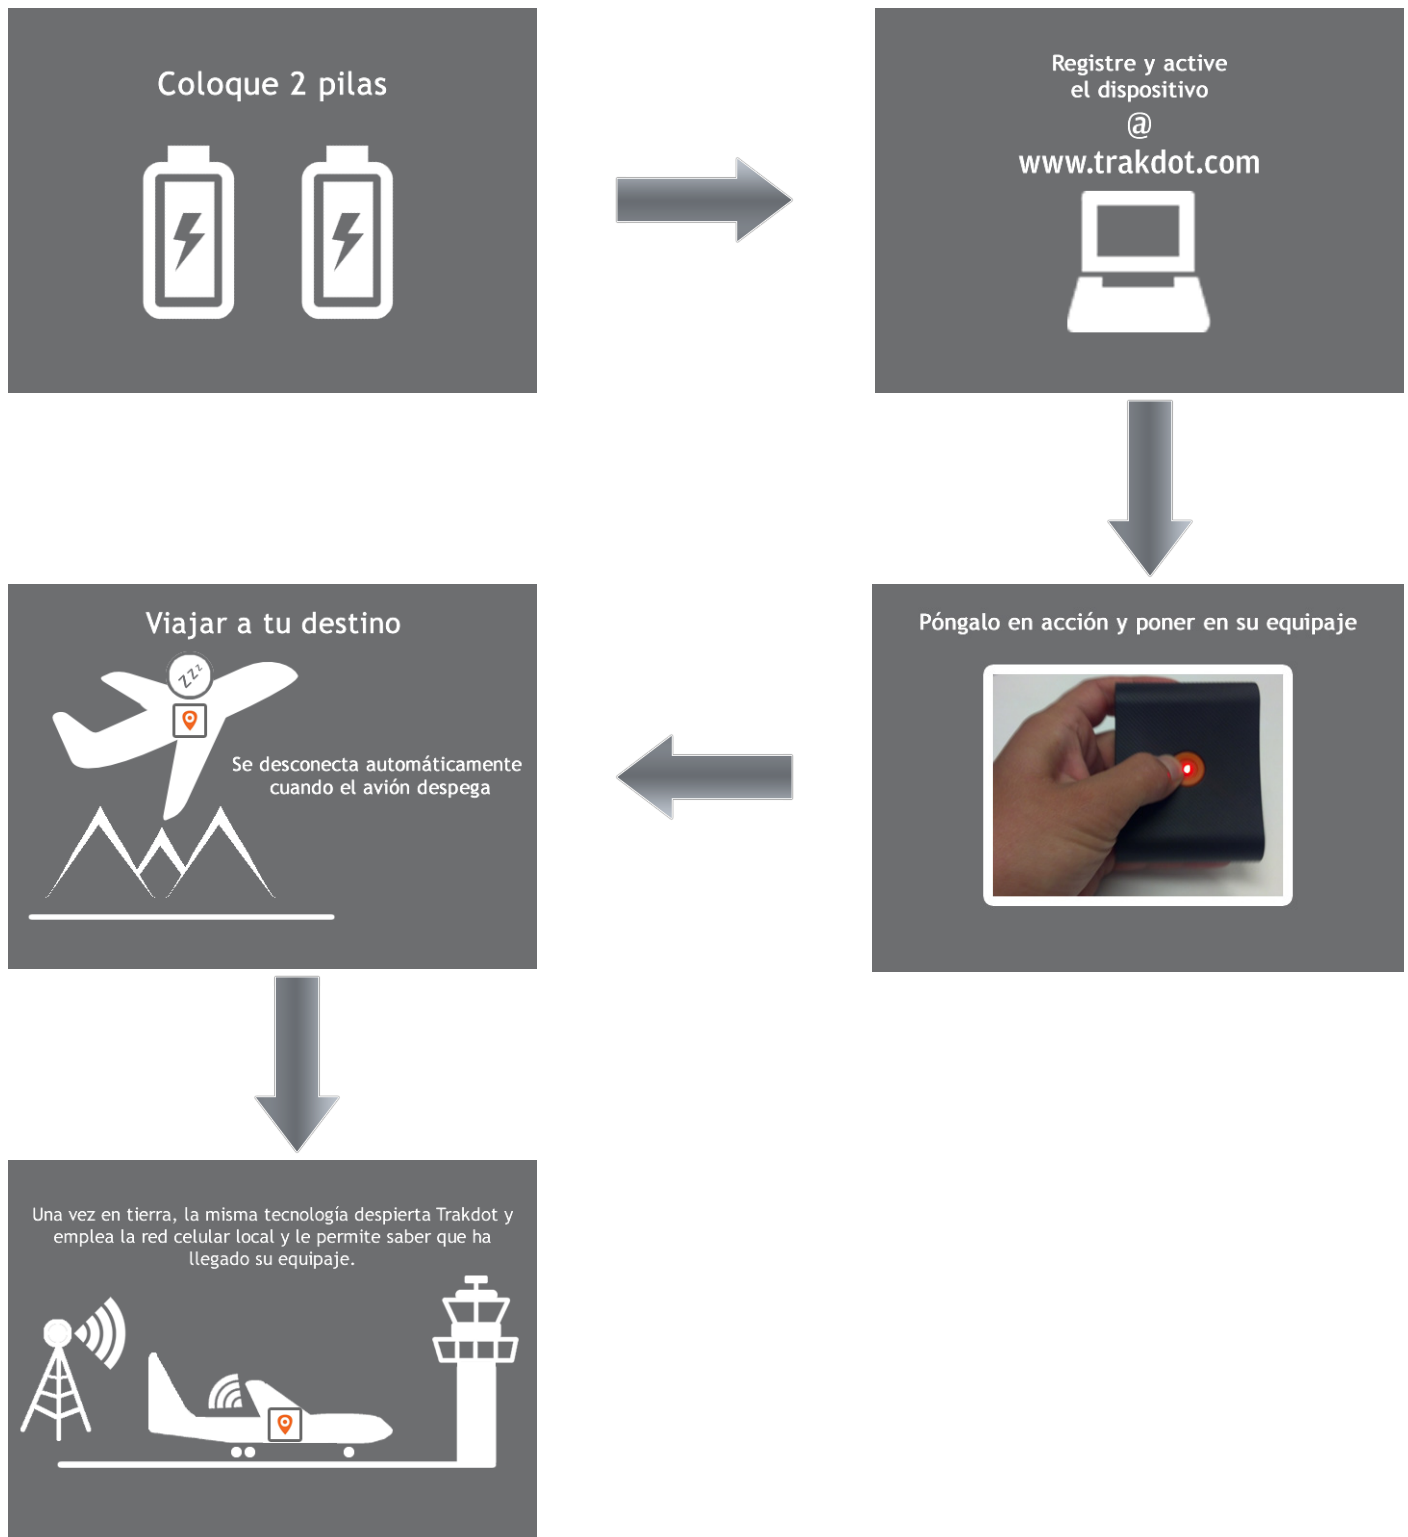 Coloque 2 pilas
Registre y active
el dispositivo
@
www.trakdot.com
Póngalo en acción y poner en su equipaje
Viajar a tu destino
zzz
Se desconecta automáticamente
cuando el avión despega
Una vez en tierra, la misma tecnología despierta Trakdot y
emplea la red celular local y le permite saber que ha
llegado su equipaje.